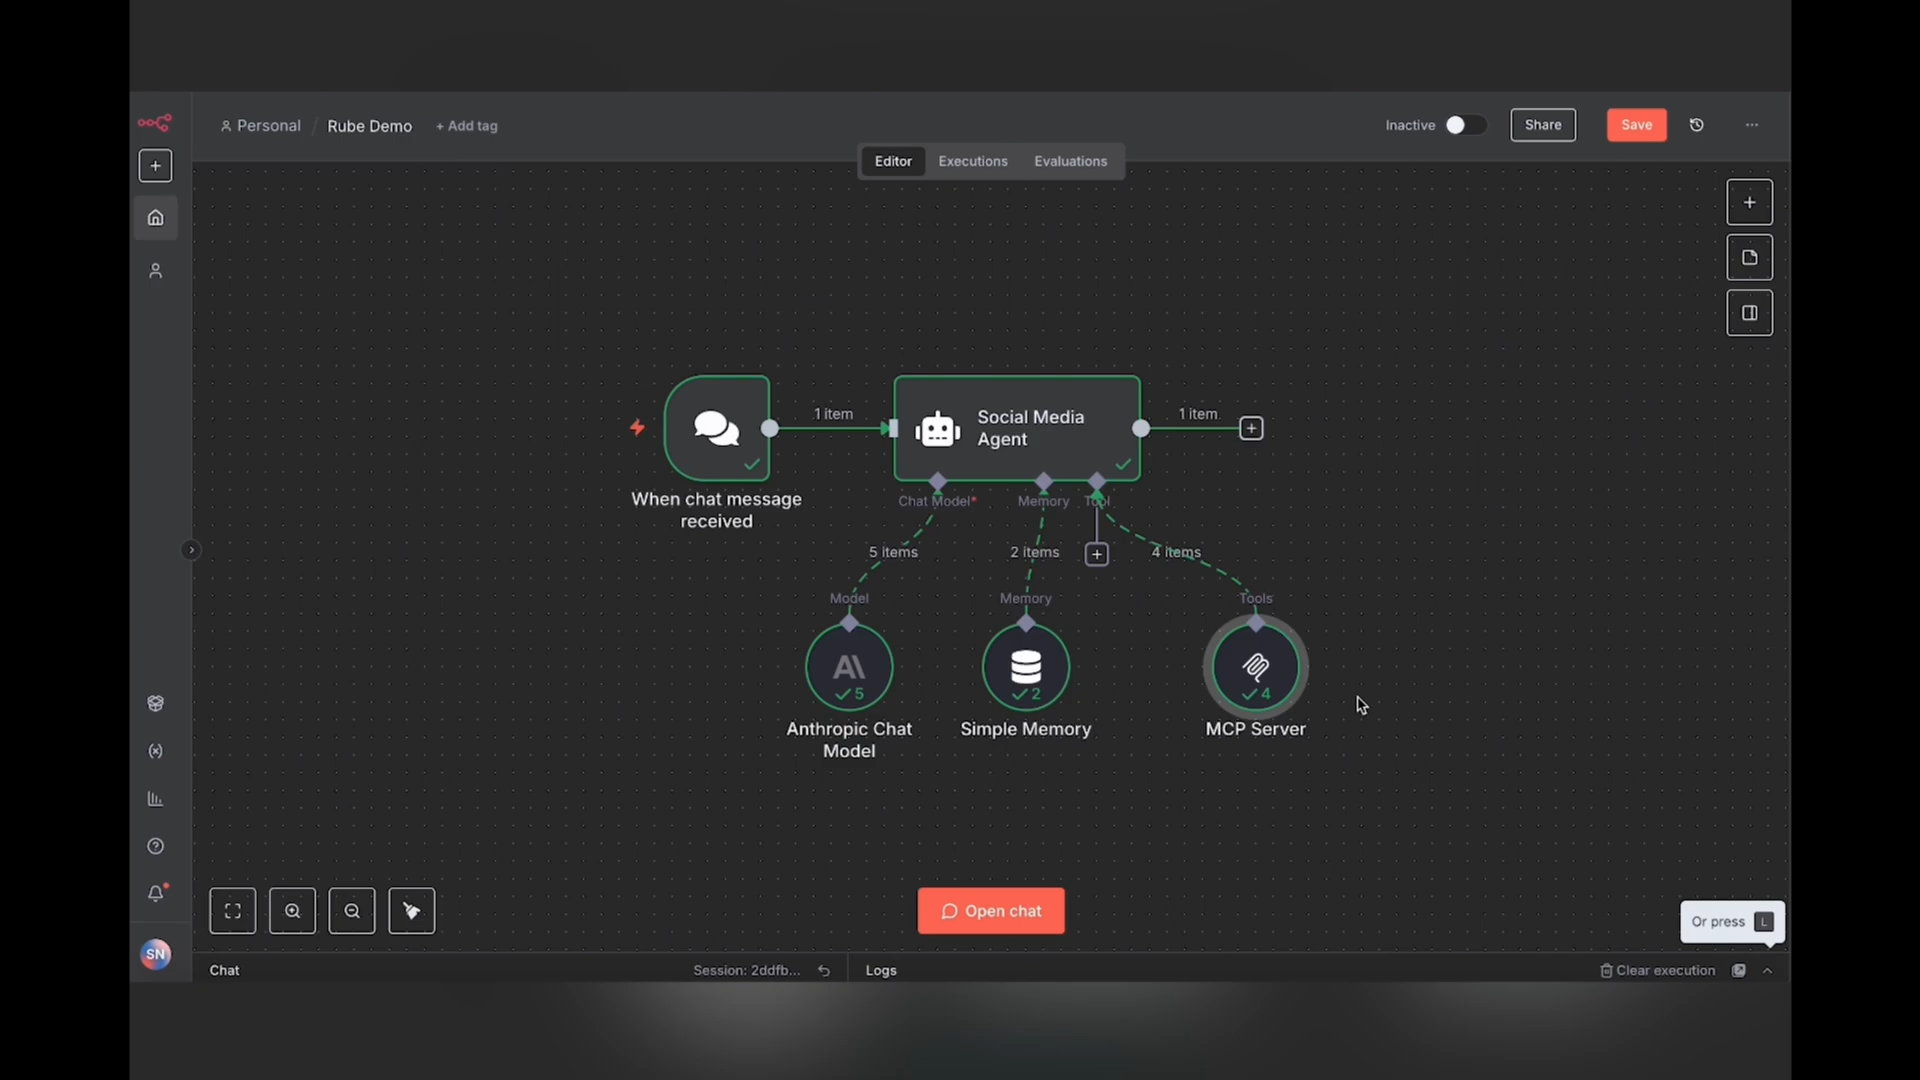 Personal / Rube Demo + Add tag
Inactive Share Save
Editor Executions Evaluations
1 item
Social Media
Agent
1 item
When chat message
received
Chat Model* Memory Tool
5 items 2 items 4 items
Model Memory Tools
5 2 4
Anthropic Chat
Model
Simple Memory
MCP Server
Open chat
Or press L
SN
Chat Session: 2ddfb... Logs Clear execution